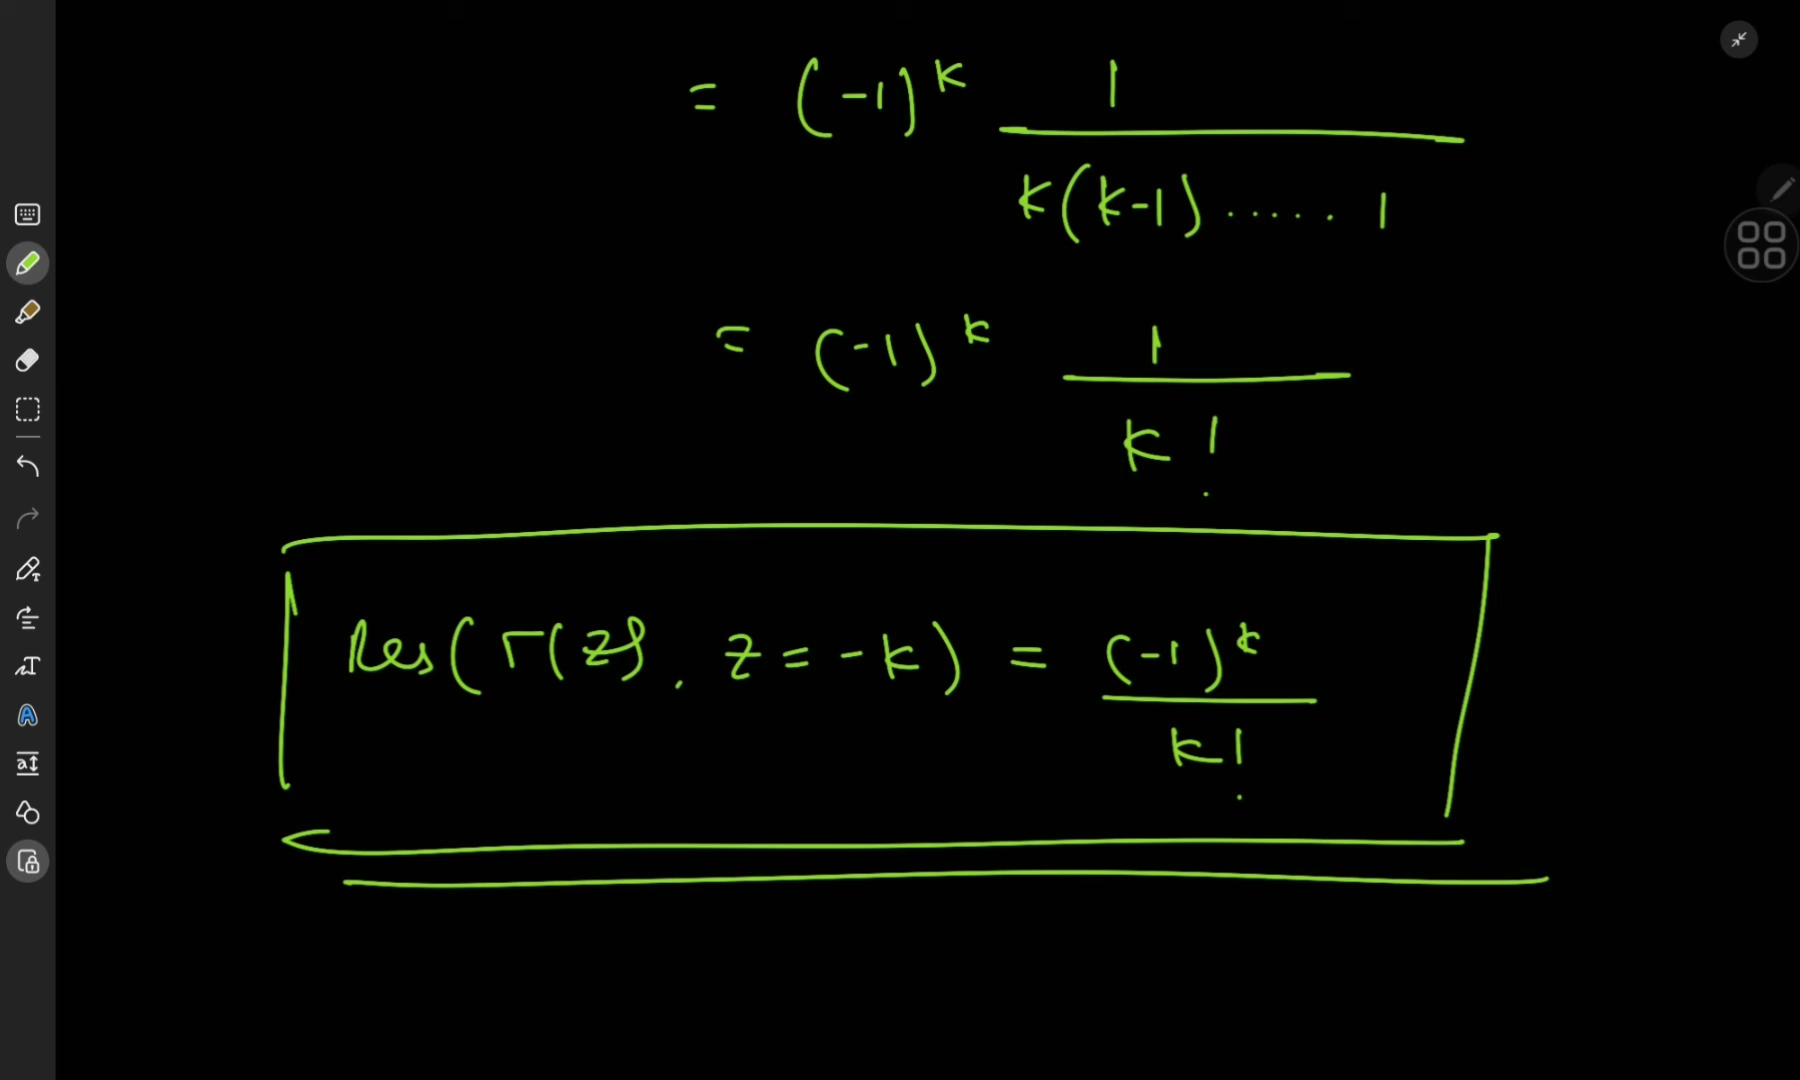 = (-1)^k 1 / k(k-1).....1
= (-1)^k 1 / k!
Res(Γ(z), z = -k) = (-1)^k / k!